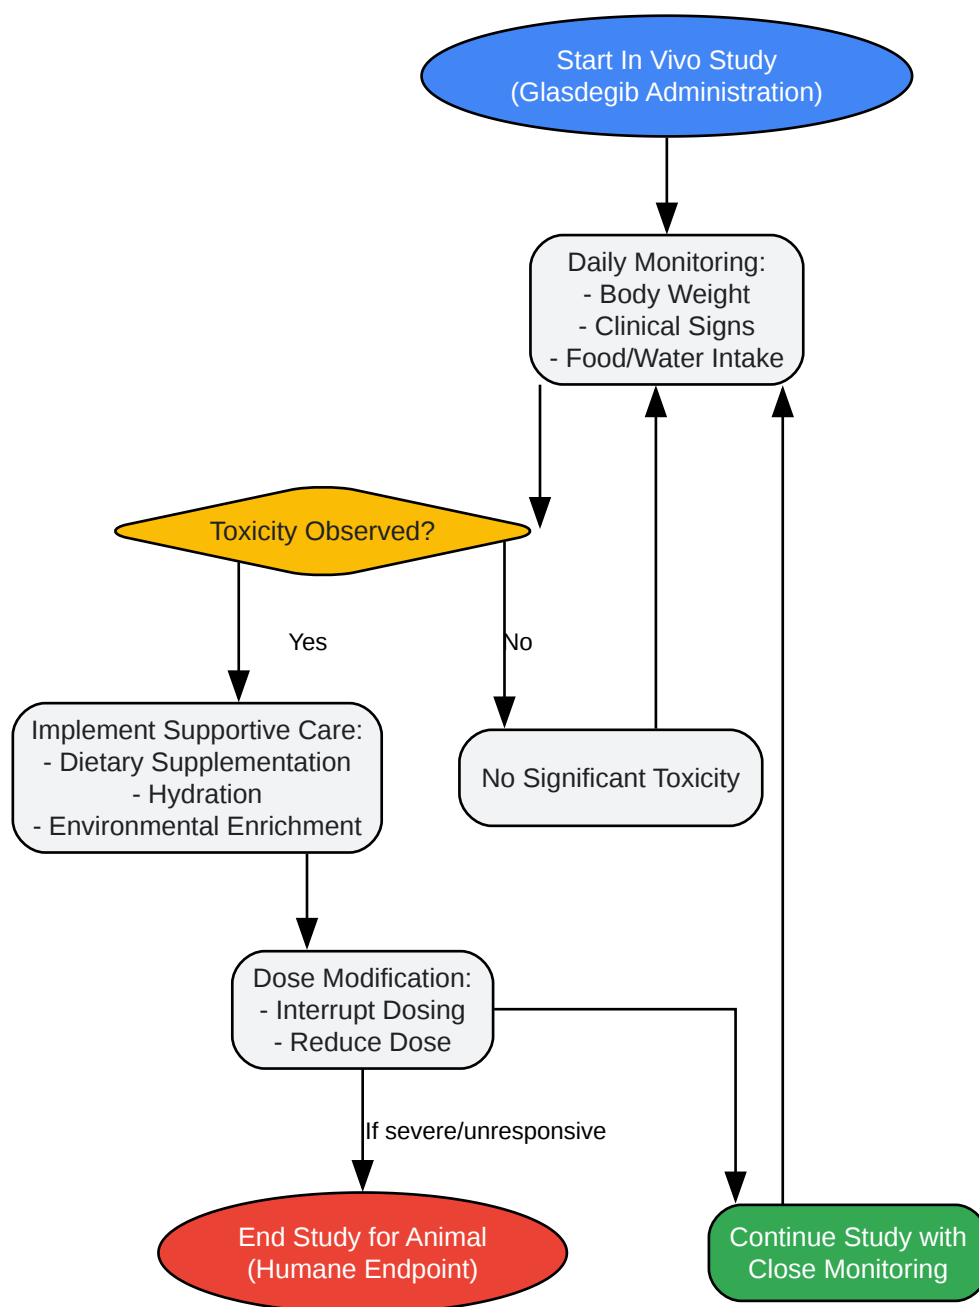 Start In Vivo Study
(Glasdegib Administration)
Daily Monitoring:
- Body Weight
- Clinical Signs
- Food/Water Intake
Toxicity Observed?
Yes
No
Implement Supportive Care:
- Dietary Supplementation
- Hydration
- Environmental Enrichment
No Significant Toxicity
Dose Modification:
- Interrupt Dosing
- Reduce Dose
If severe/unresponsive
End Study for Animal
(Humane Endpoint)
Continue Study with
Close Monitoring